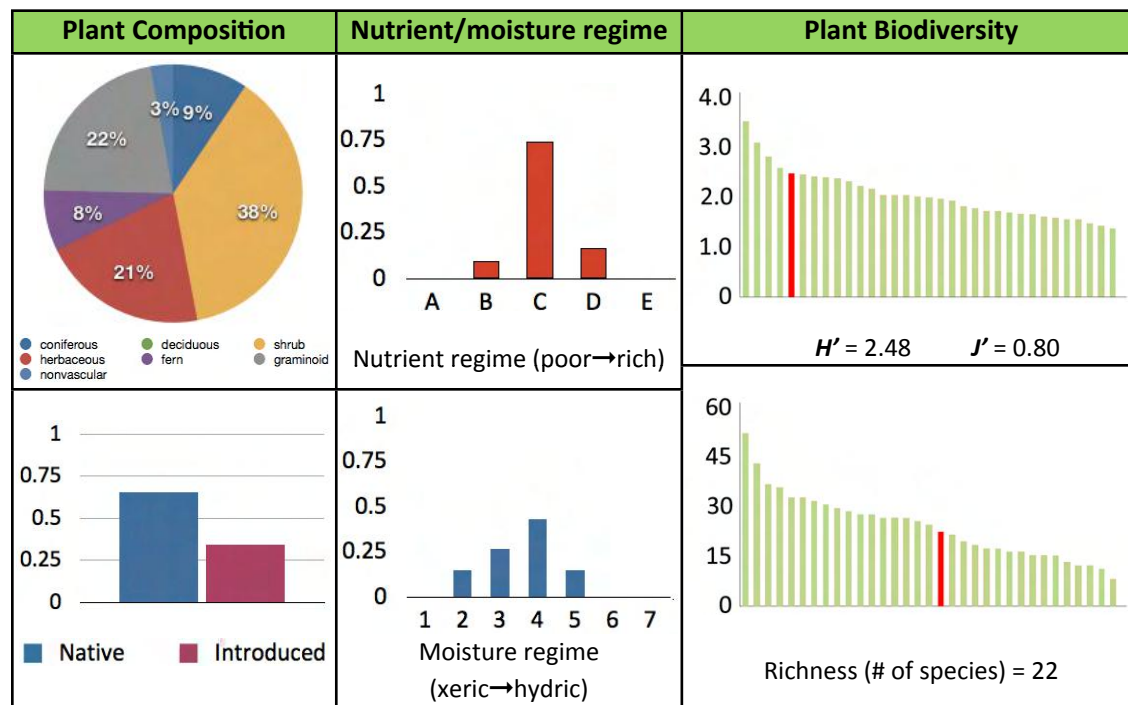 Plant Composition
Nutrient/moisture regime
Plant Biodiversity
3%
9%
22%
38%
8%
21%
coniferous
deciduous
shrub
herbaceous
fern
graminoid
nonvascular
1
0.75
0.5
0.25
0
A B C D E
Nutrient regime (poor→rich)
4.0
3.0
2.0
1.0
0
H’ = 2.48 J’ = 0.80
1
0.75
0.5
0.25
0
Native
Introduced
1
0.75
0.5
0.25
0
1 2 3 4 5 6 7
Moisture regime
(xeric→hydric)
60
45
30
15
0
Richness (# of species) = 22